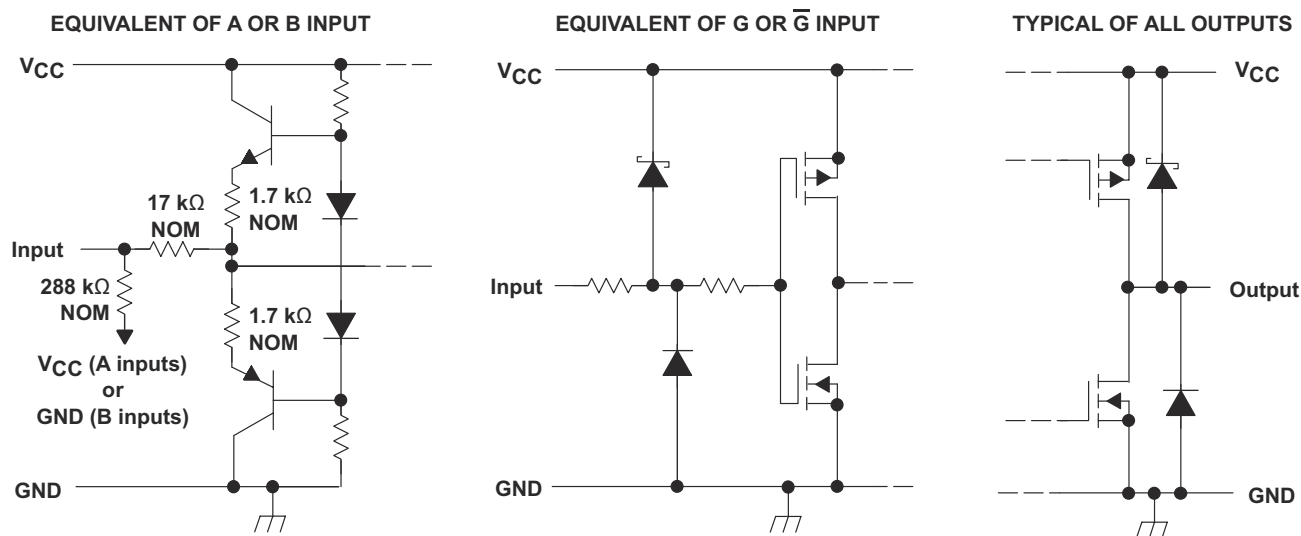 EQUIVALENT OF A OR B INPUT
VCC
17 kΩ
NOM
1.7 kΩ
NOM
Input
288 kΩ
NOM
1.7 kΩ
NOM
VCC (A inputs)
or
GND (B inputs)
GND
EQUIVALENT OF G OR G̅ INPUT
VCC
Input
GND
TYPICAL OF ALL OUTPUTS
VCC
Output
GND